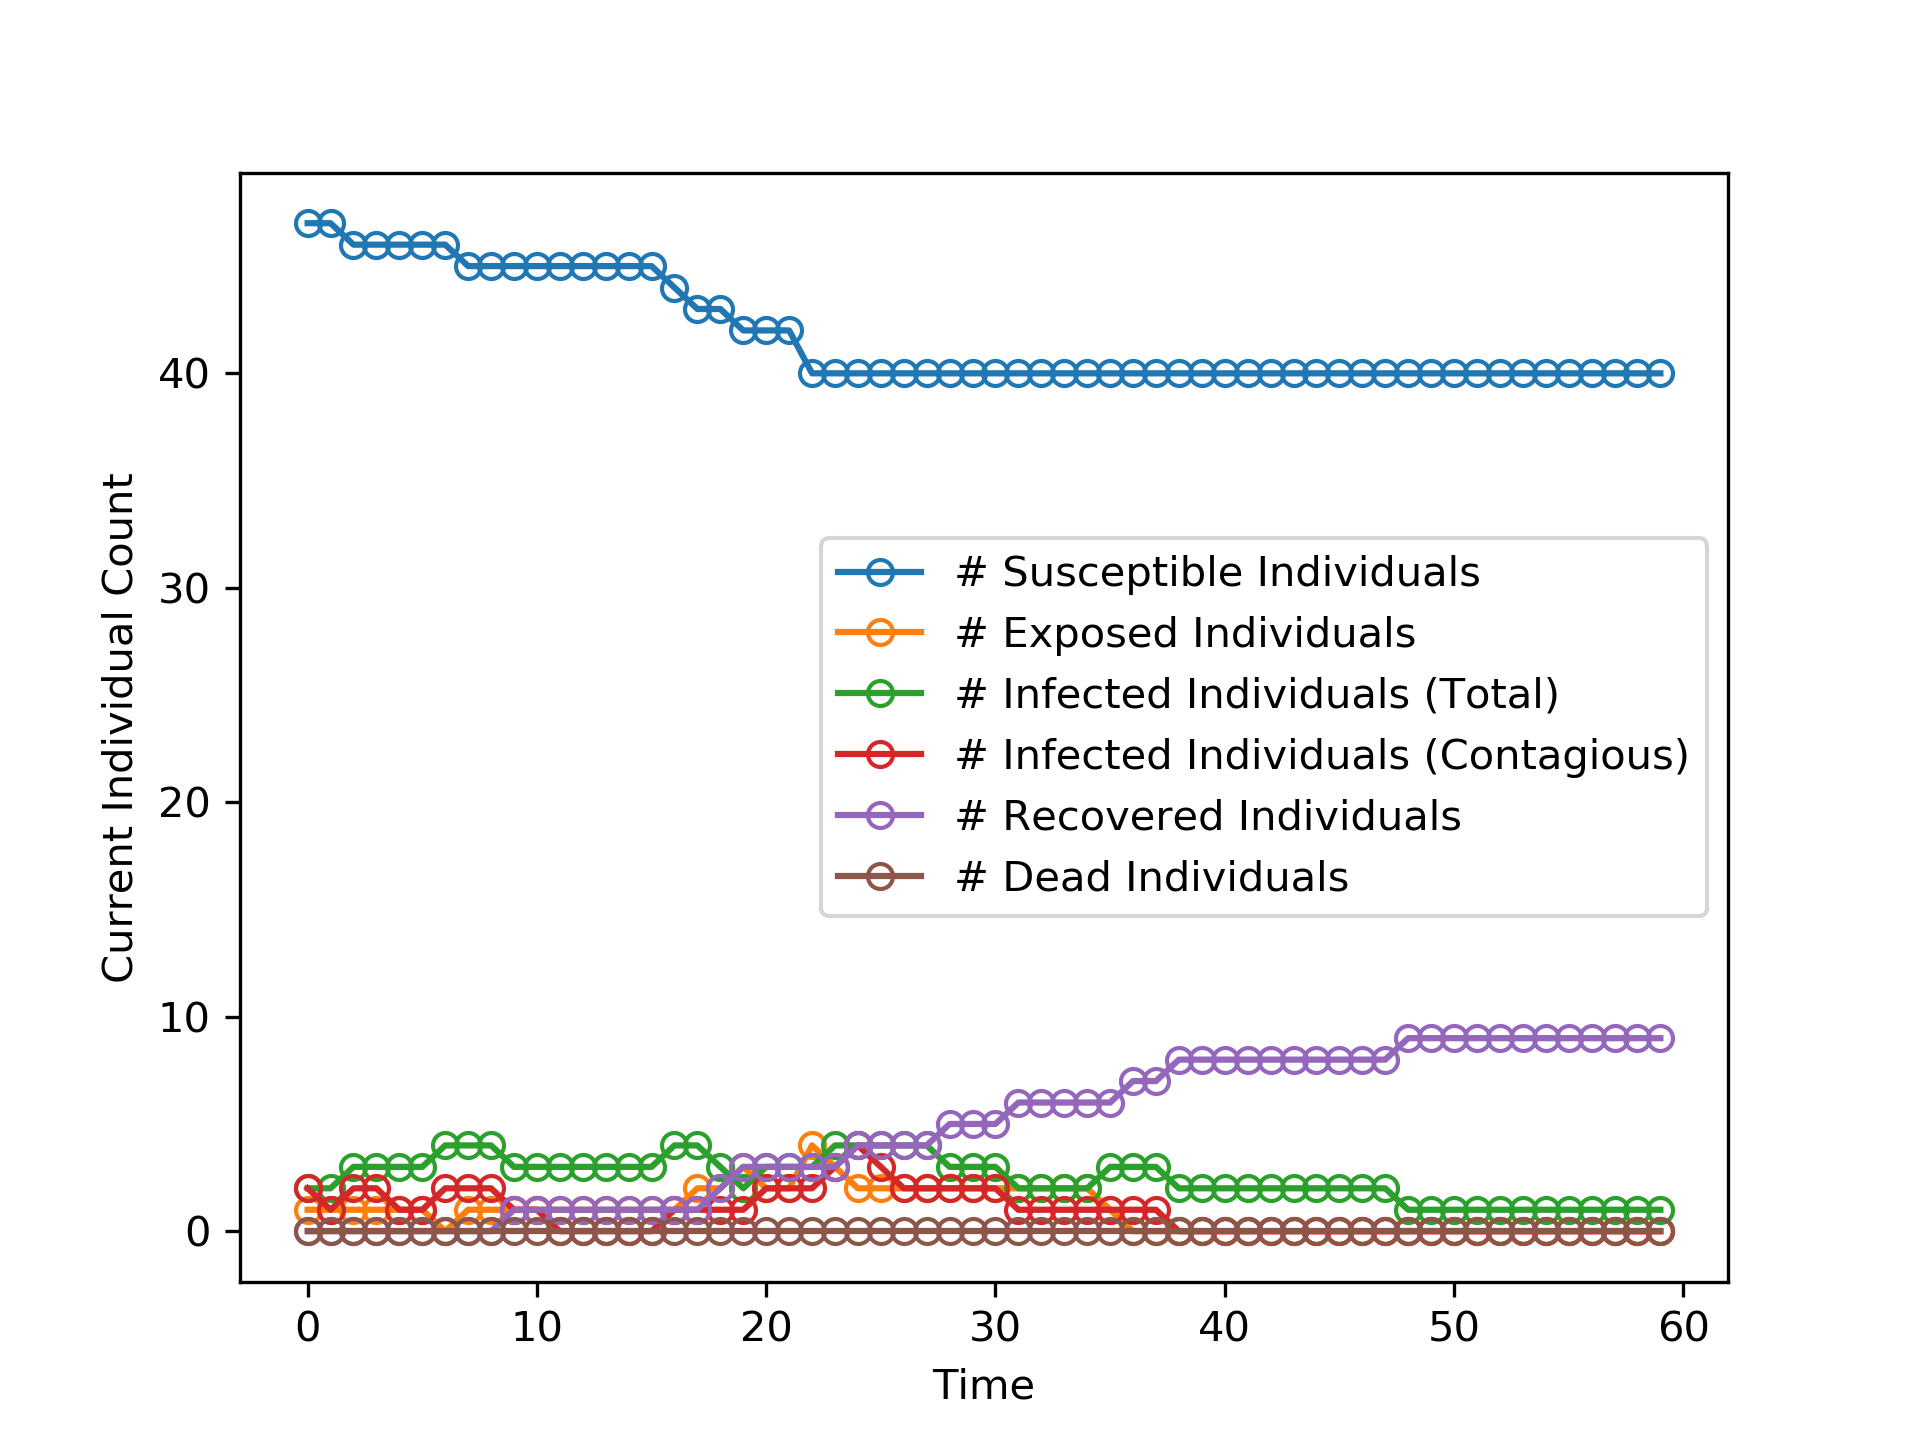 40
30
20
10
0
Current Individual Count
# Susceptible Individuals
# Exposed Individuals
# Infected Individuals (Total)
# Infected Individuals (Contagious)
# Recovered Individuals
# Dead Individuals
0 10 20 30 40 50 60
Time